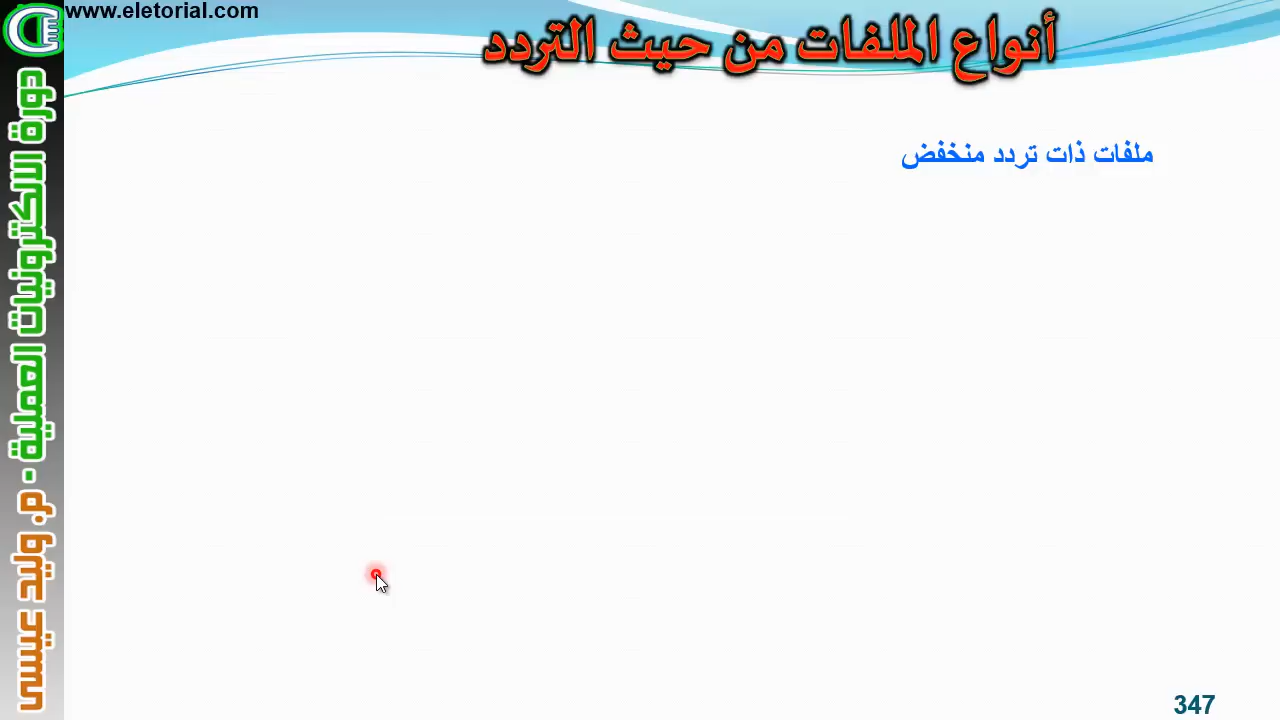 www.eletorial.com
أنواع الملفات من حيث التردد
ملفات ذات تردد منخفض
دورة الالكترونيات العملية - م. وليد عيسى
347